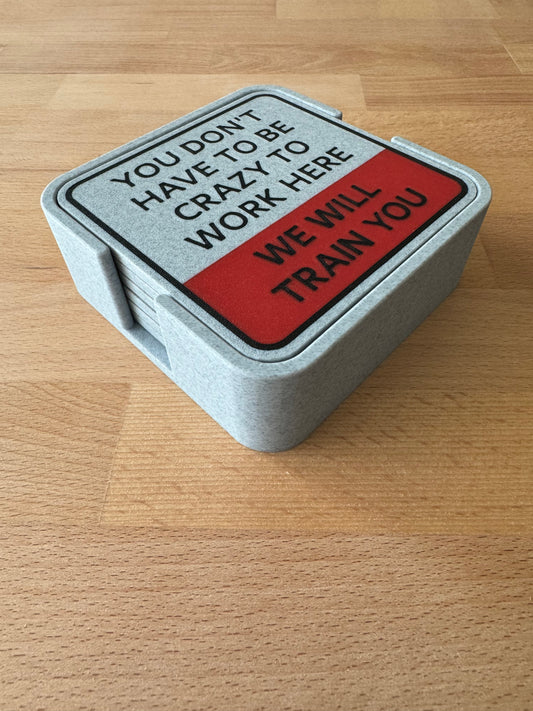 YOU DON'T
HAVE TO BE
CRAZY TO
WORK HERE
WE WILL
TRAIN YOU